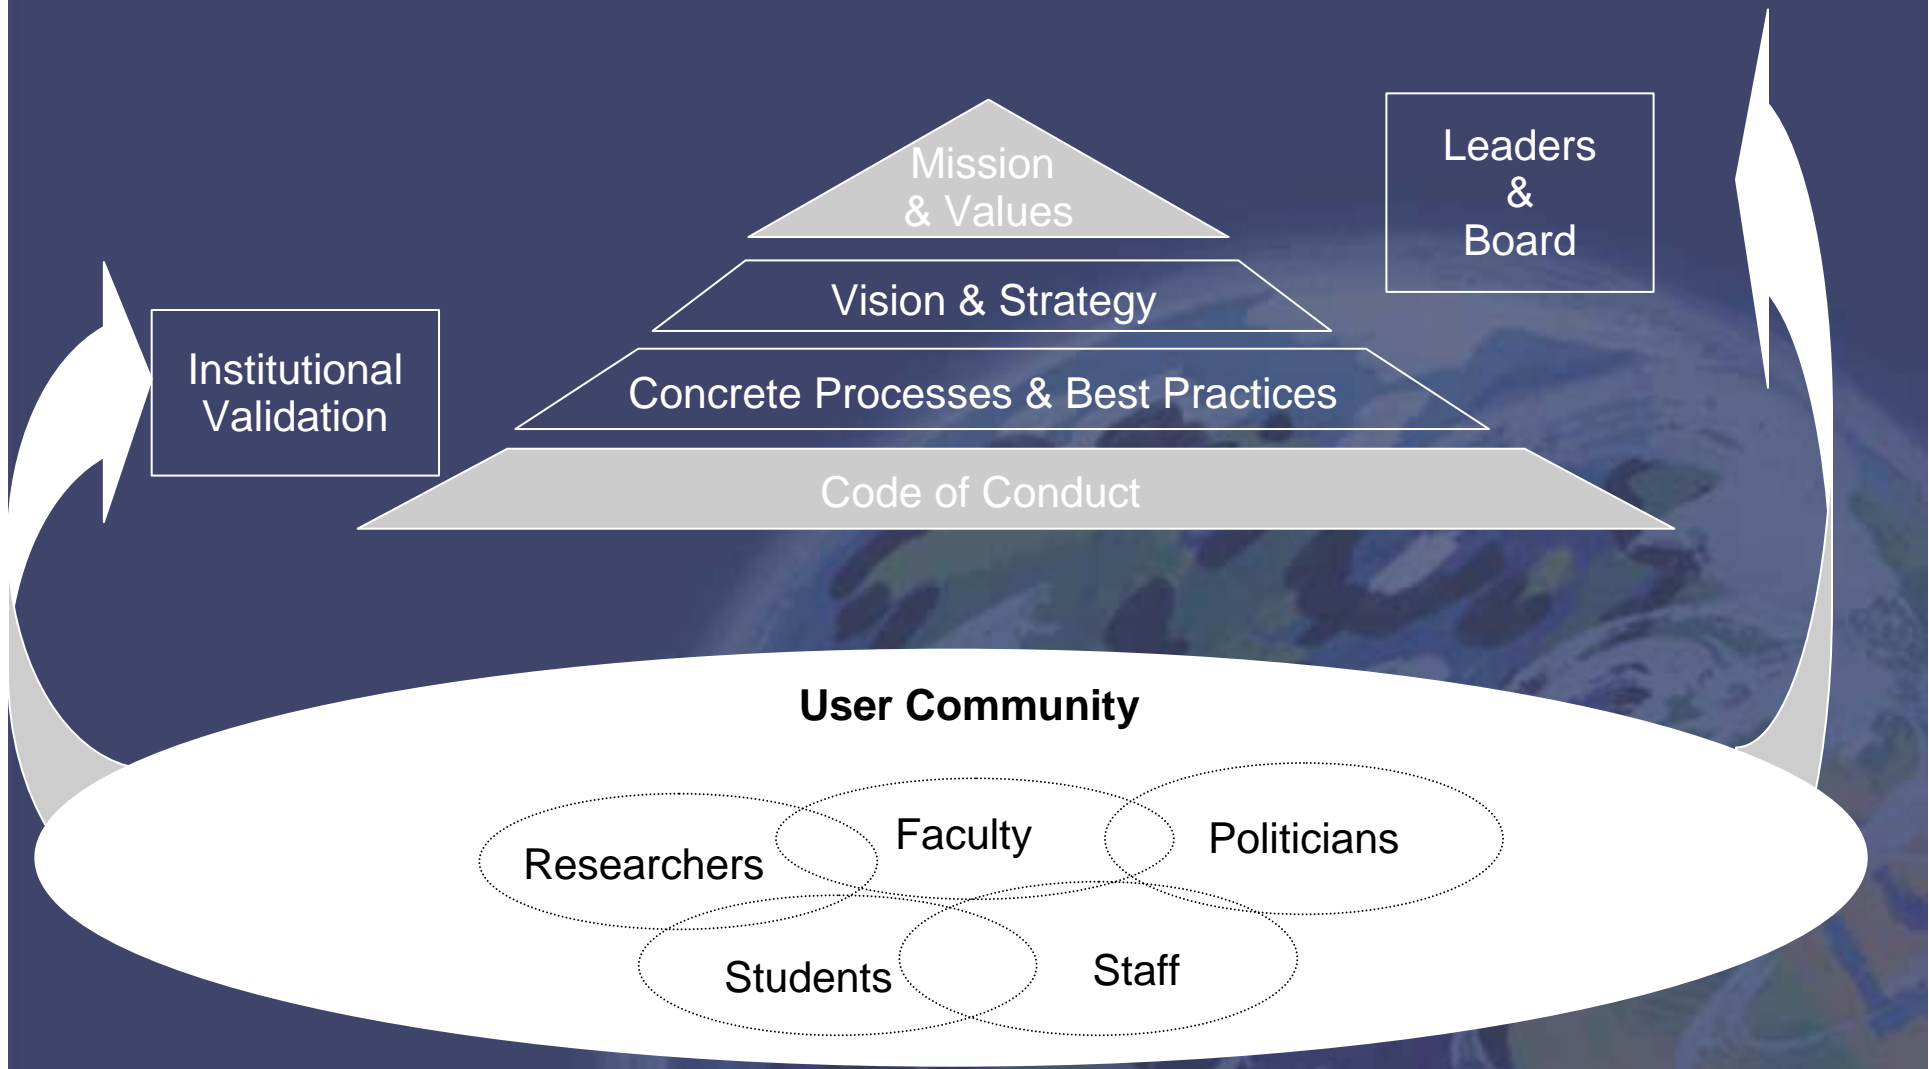 Mission
& Values
Leaders
&
Board
Vision & Strategy
Institutional
Validation
Concrete Processes & Best Practices
Code of Conduct
User Community
Researchers
Faculty
Politicians
Students
Staff